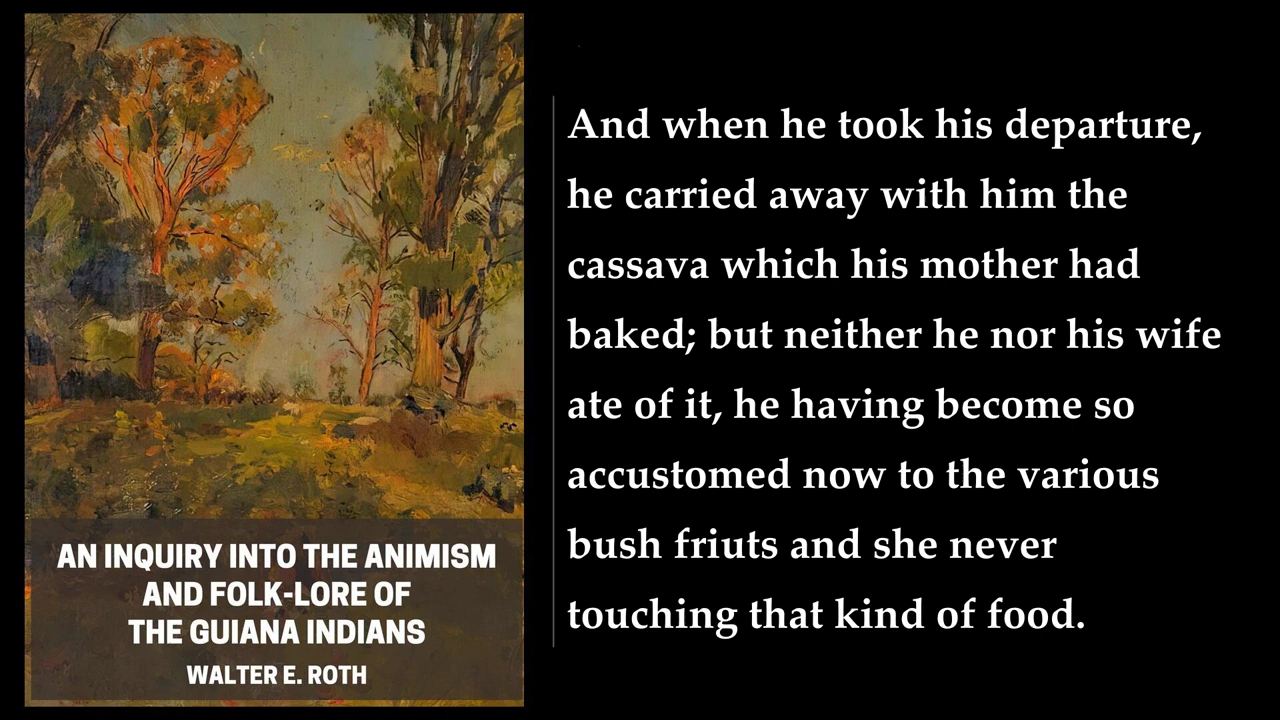 AN INQUIRY INTO THE ANIMISM
AND FOLK-LORE OF
THE GUIANA INDIANS
WALTER E. ROTH
And when he took his departure,
he carried away with him the
cassava which his mother had
baked; but neither he nor his wife
ate of it, he having become so
accustomed now to the various
bush friuts and she never
touching that kind of food.